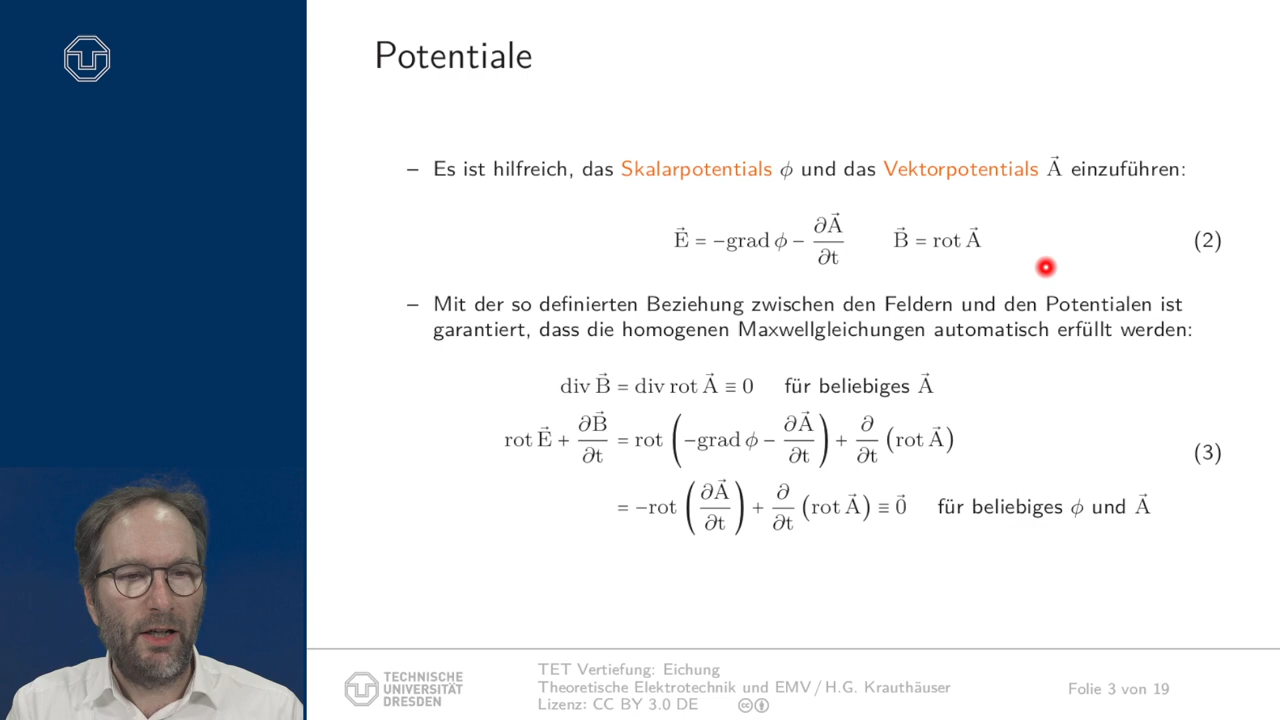 Potentiale
– Es ist hilfreich, das Skalarpotentials ϕ und das Vektorpotentials A⃗ einzuführen:
E⃗ = −grad ϕ − ∂A⃗/∂t    B⃗ = rot A⃗    (2)
– Mit der so definierten Beziehung zwischen den Feldern und den Potentialen ist
garantiert, dass die homogenen Maxwellgleichungen automatisch erfüllt werden:
div B⃗ = div rot A⃗ ≡ 0    für beliebiges A⃗
rot E⃗ + ∂B⃗/∂t = rot (−grad ϕ − ∂A⃗/∂t) + ∂/∂t (rot A⃗)    (3)
= −rot (∂A⃗/∂t) + ∂/∂t (rot A⃗) ≡ 0⃗    für beliebiges ϕ und A⃗
TECHNISCHE
UNIVERSITÄT
DRESDEN
TET Vertiefung: Eichung
Theoretische Elektrotechnik und EMV / H.G. Krauthäuser
Lizenz: CC BY 3.0 DE
Folie 3 von 19